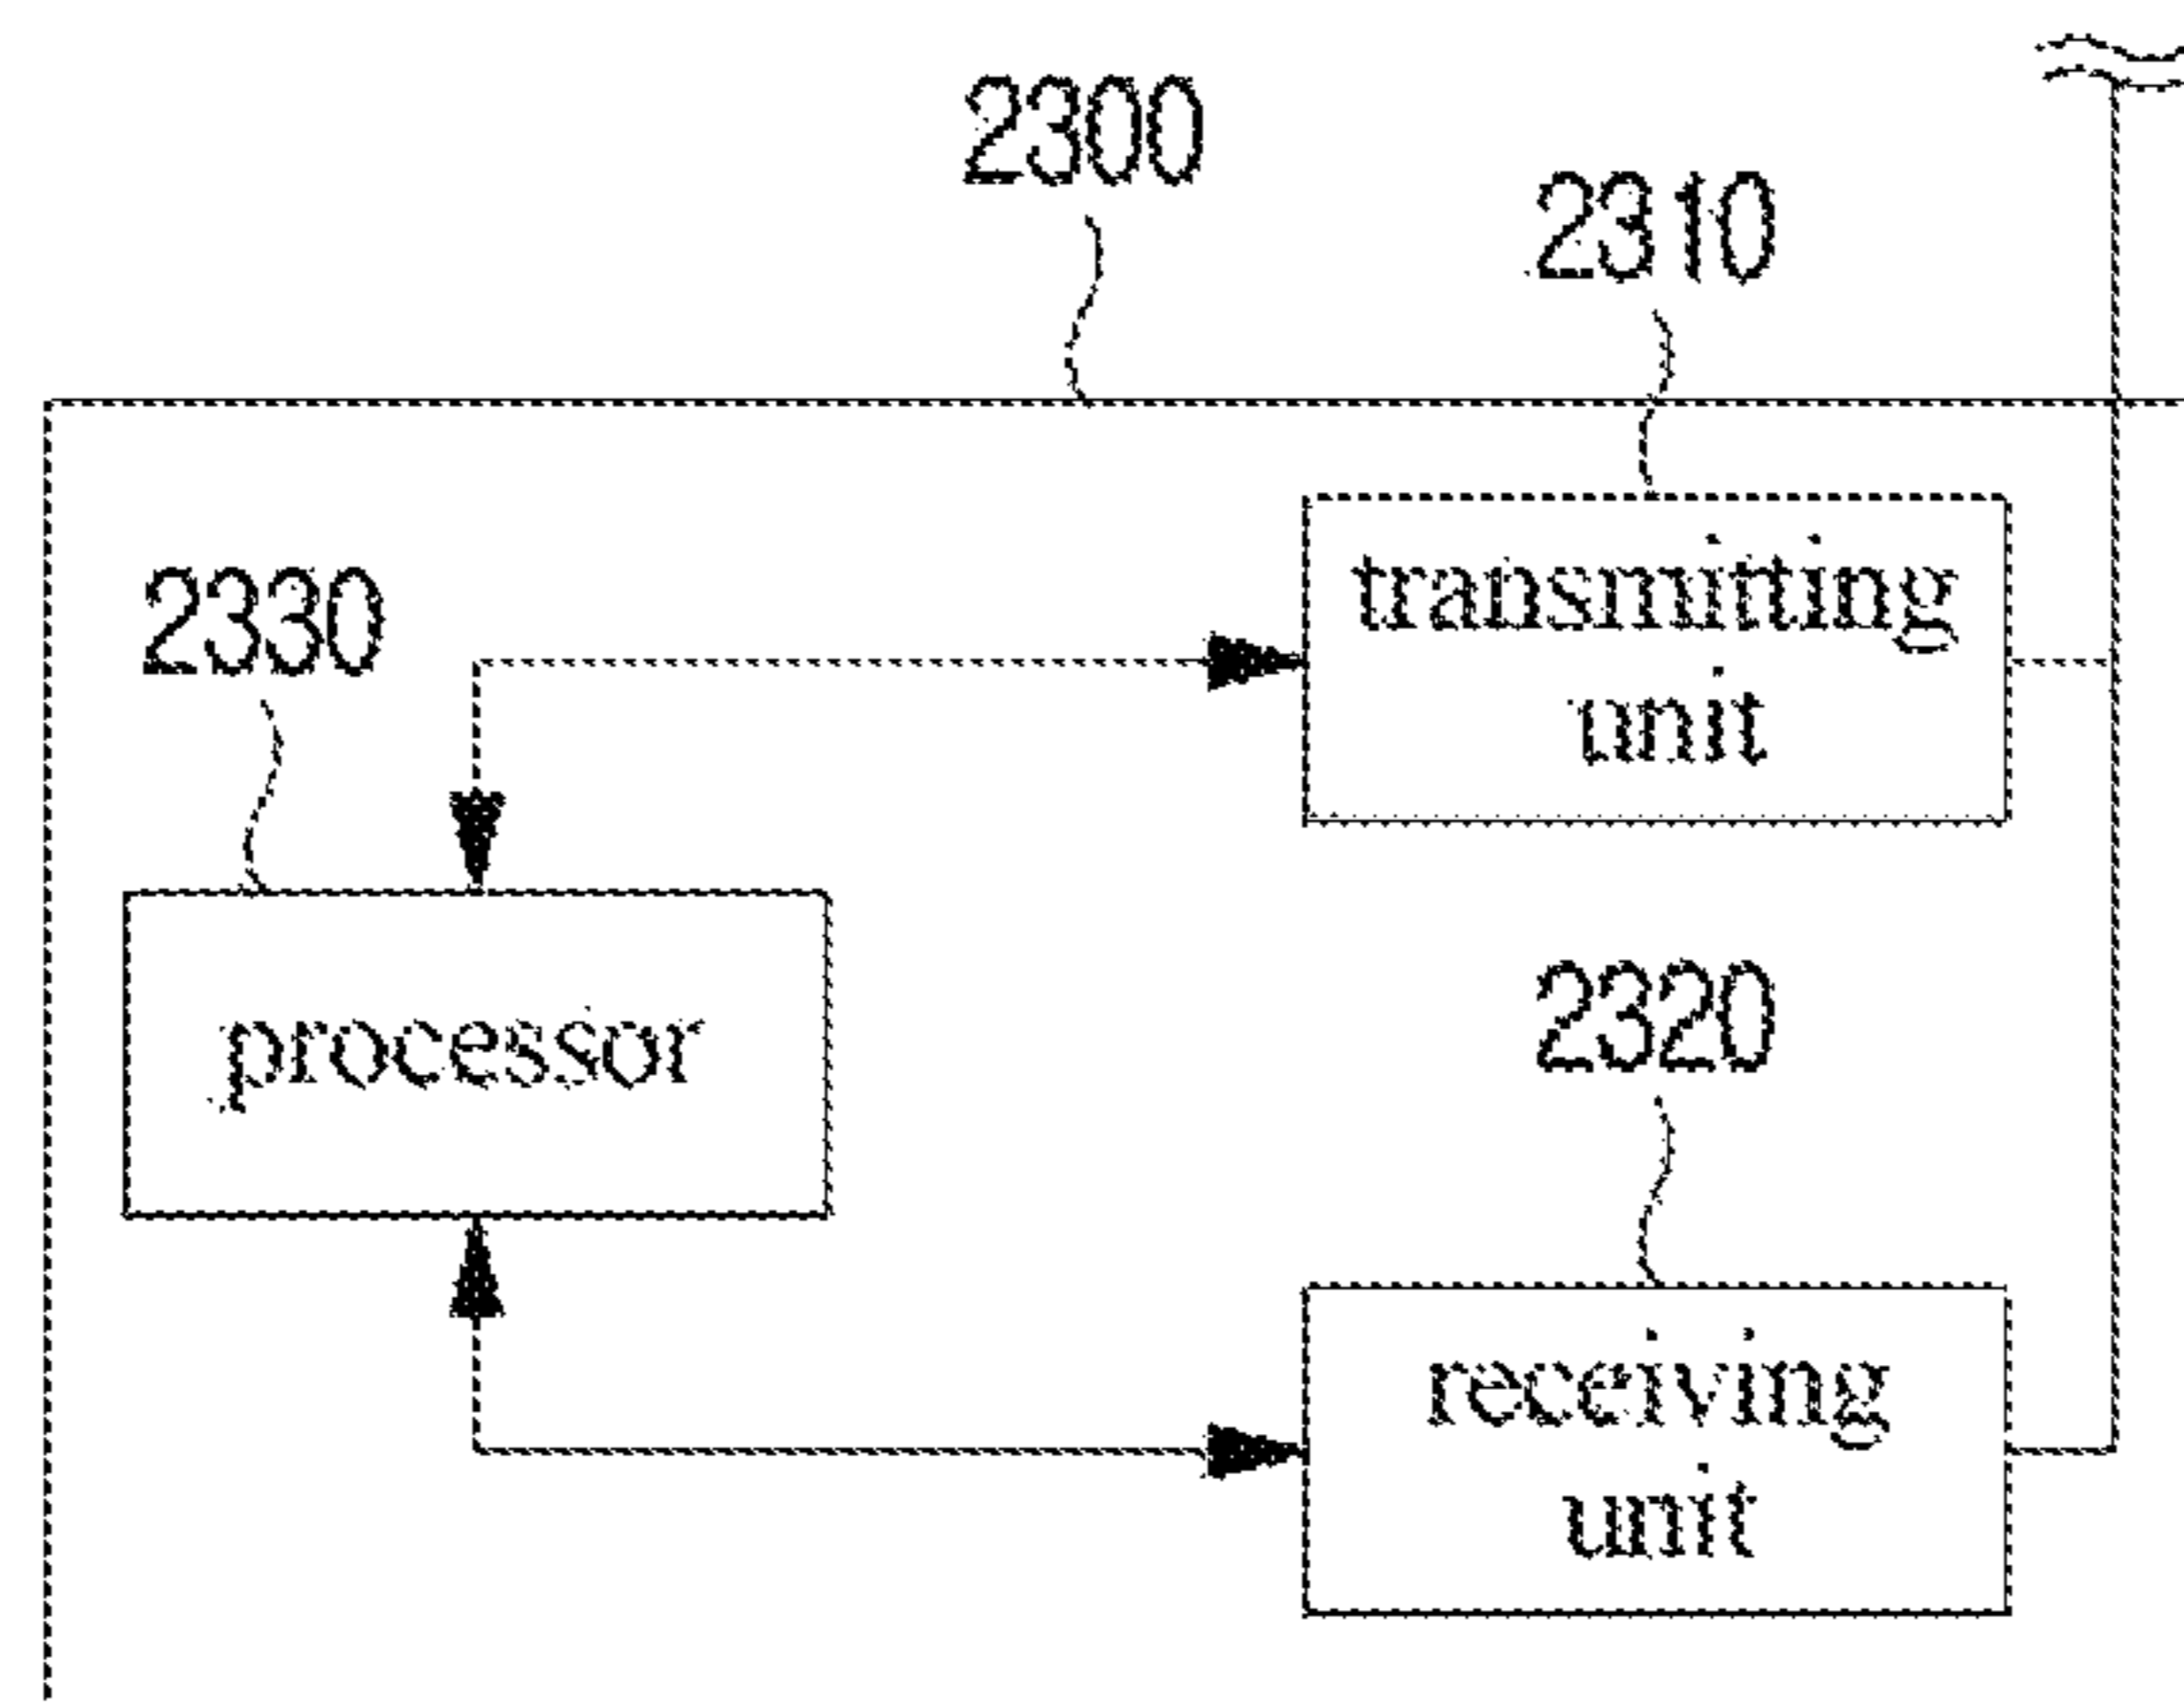 2300
2310
transmitting
unit
2330
processor
2320
receiving
unit